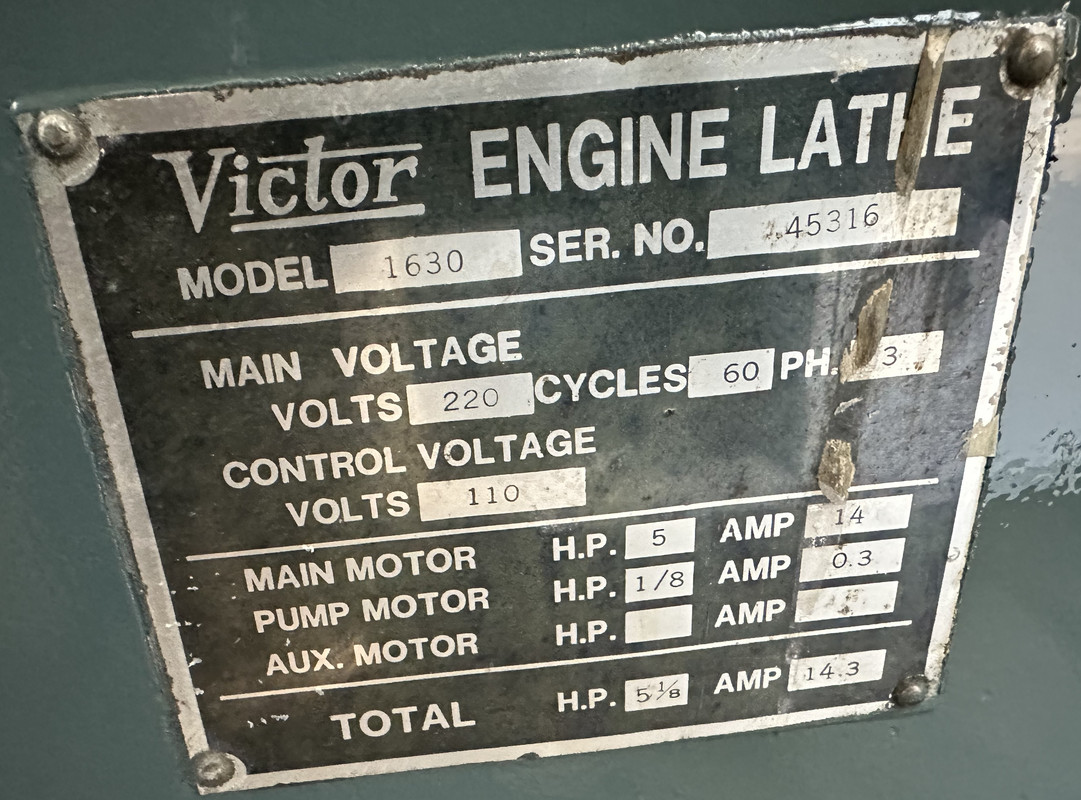 Victor ENGINE LATHE
MODEL 1630 SER. NO. 45316
MAIN VOLTAGE
VOLTS 220 CYCLES 60 PH. 3
CONTROL VOLTAGE
VOLTS 110
MAIN MOTOR H.P. 5 AMP 14
PUMP MOTOR H.P. 1/8 AMP 0.3
AUX. MOTOR H.P. AMP
TOTAL H.P. 5 1/8 AMP 14.3